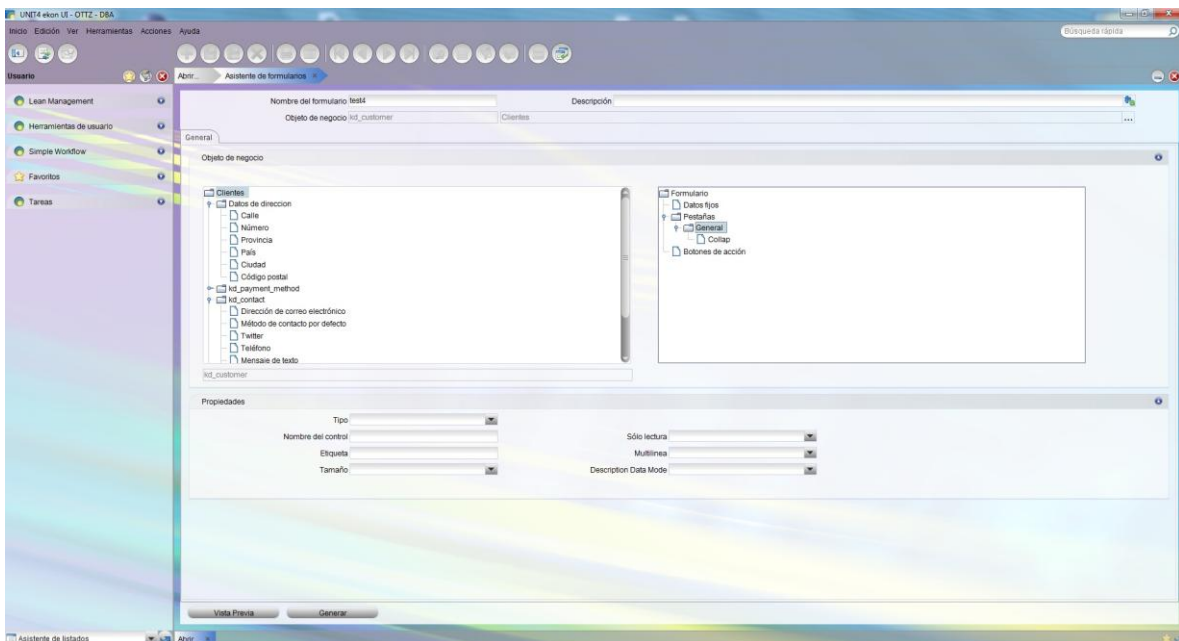 UNIT4 ekon UI - OTTZ - DBA
Inicio Edición Ver Herramientas Acciones Ayuda
Búsqueda rápida
Usuario
Abrir... Asistente de formularios
Lean Management
Herramientas de usuario
Simple Workflow
Favoritos
Tareas
Nombre del formulario test4 Descripción
Objeto de negocio kd_customer Clientes ...
General
Objeto de negocio
Clientes
Datos de direccion
Calle
Número
Provincia
País
Ciudad
Código postal
kd_payment_method
kd_contact
Dirección de correo electrónico
Método de contacto por defecto
Twitter
Teléfono
Mensaje de texto
kd_customer
Formulario
Datos fijos
Pestañas
General
Collap
Botones de acción
Propiedades
Tipo
Nombre del control Sólo lectura
Etiqueta Multilinea
Tamaño Description Data Mode
Vista Previa Generar
Asistente de listados Abrir...